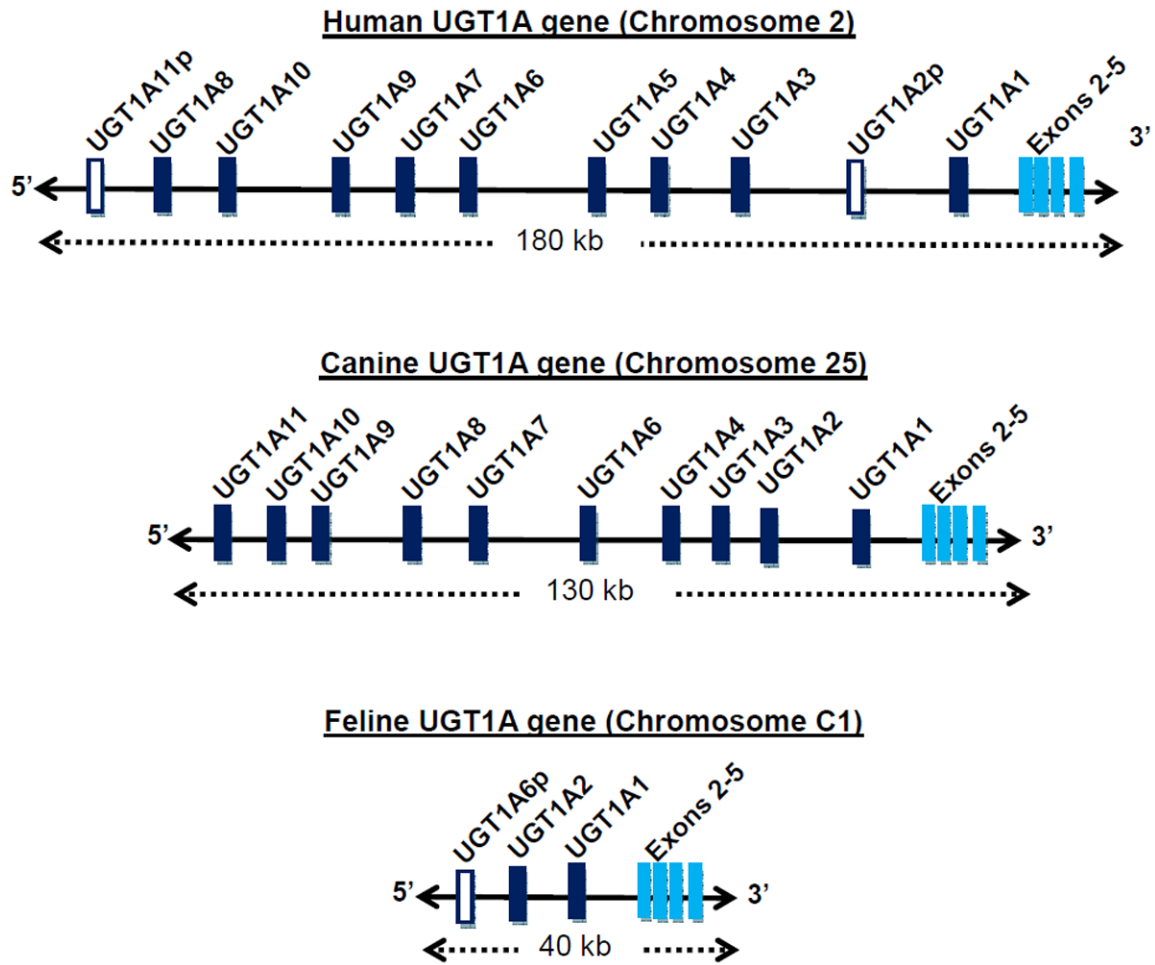 Human UGT1A gene (Chromosome 2)
UGT1A11p UGT1A8 UGT1A10 UGT1A9 UGT1A7 UGT1A6 UGT1A5 UGT1A4 UGT1A3 UGT1A2p UGT1A1 Exons 2-5
5’ 3’
180 kb
Canine UGT1A gene (Chromosome 25)
UGT1A11 UGT1A10 UGT1A9 UGT1A8 UGT1A7 UGT1A6 UGT1A4 UGT1A3 UGT1A2 UGT1A1 Exons 2-5
5’ 3’
130 kb
Feline UGT1A gene (Chromosome C1)
UGT1A6p UGT1A2 UGT1A1 Exons 2-5
5’ 3’
40 kb